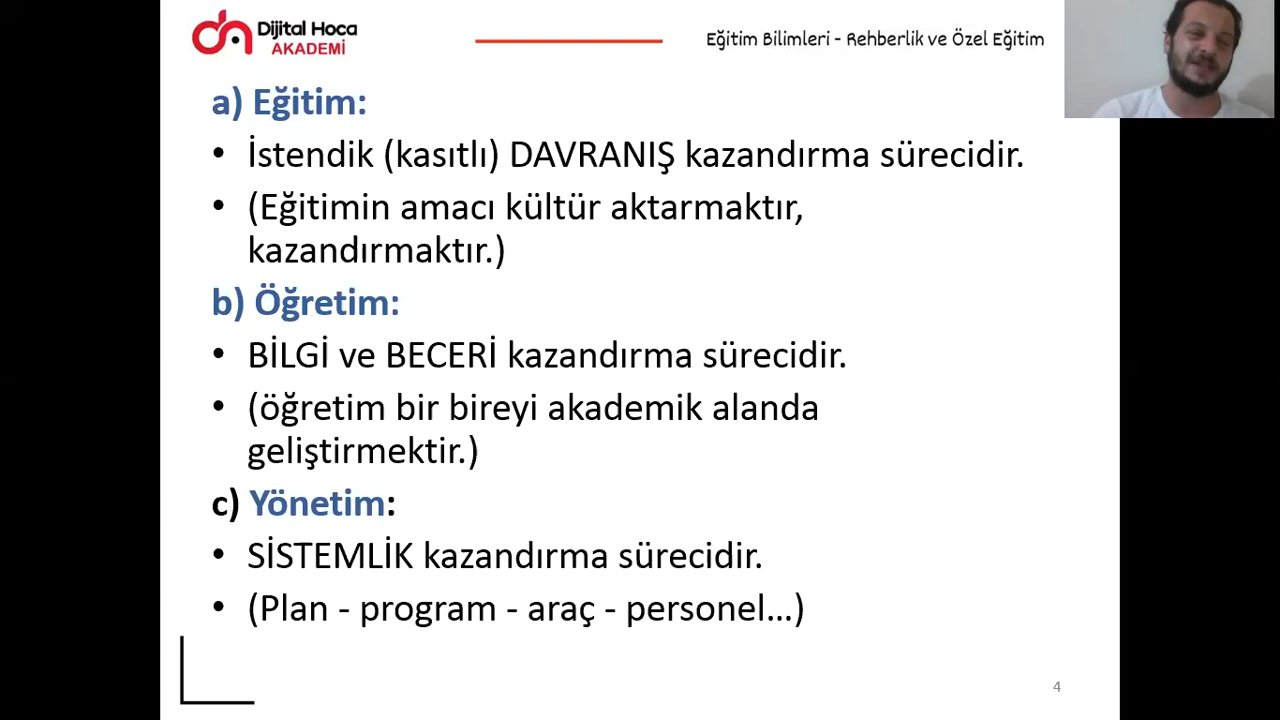 Dijital Hoca
AKADEMİ
Eğitim Bilimleri - Rehberlik ve Özel Eğitim
a) Eğitim:
• İstendik (kasıtlı) DAVRANIŞ kazandırma sürecidir.
• (Eğitimin amacı kültür aktarmaktır,
kazandırmaktır.)
b) Öğretim:
• BİLGİ ve BECERİ kazandırma sürecidir.
• (öğretim bir bireyi akademik alanda
geliştirmektir.)
c) Yönetim:
• SİSTEMLİK kazandırma sürecidir.
• (Plan - program - araç - personel...)
4